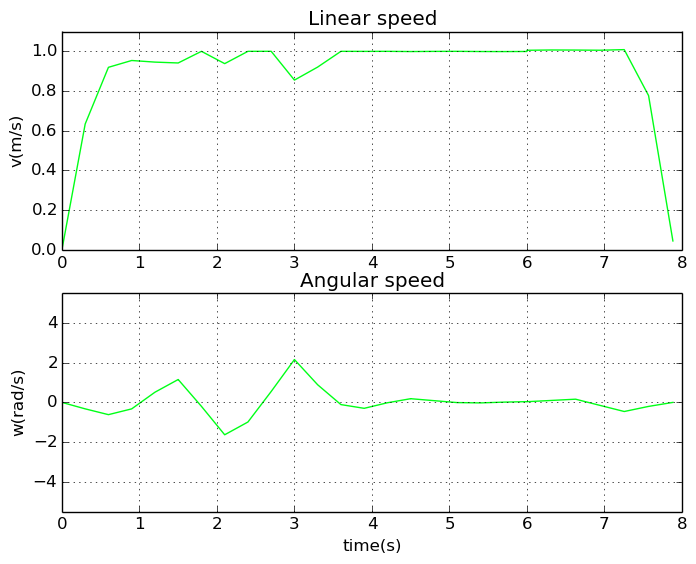 Linear speed
1.0
0.8
0.6
0.4
0.2
0.0
v(m/s)
0 1 2 3 4 5 6 7 8
Angular speed
4
2
0
−2
−4
w(rad/s)
0 1 2 3 4 5 6 7 8
time(s)